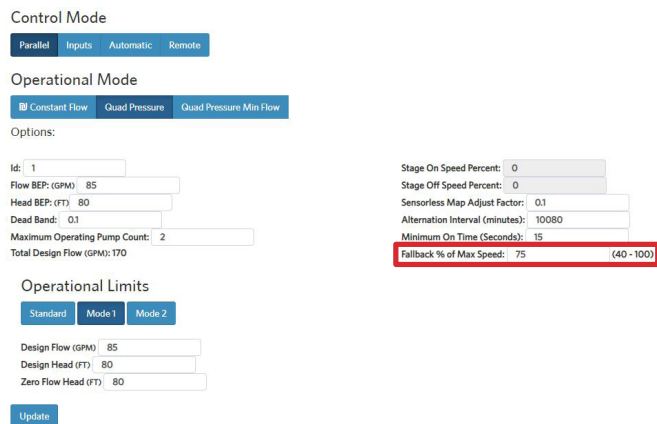 Control Mode
Parallel Inputs Automatic Remote
Operational Mode
₪ Constant Flow Quad Pressure Quad Pressure Min Flow
Options:
Id: 1
Flow BEP: (GPM) 85
Head BEP: (FT) 80
Dead Band: 0.1
Maximum Operating Pump Count: 2
Total Design Flow (GPM): 170
Stage On Speed Percent: 0
Stage Off Speed Percent: 0
Sensorless Map Adjust Factor: 0.1
Alternation Interval (minutes): 10080
Minimum On Time (Seconds): 15
Fallback % of Max Speed: 75 (40 - 100)
Operational Limits
Standard Mode 1 Mode 2
Design Flow (GPM) 85
Design Head (FT) 80
Zero Flow Head (FT) 80
Update